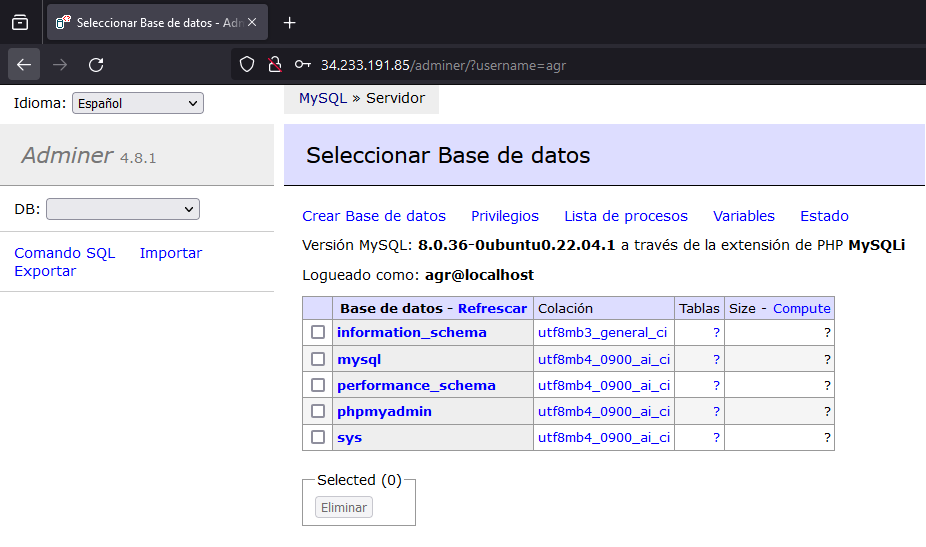 Seleccionar Base de datos - Adm
34.233.191.85/adminer/?username=agr
Idioma: Español
MySQL » Servidor
Adminer 4.8.1
Seleccionar Base de datos
DB:
Comando SQL Importar
Exportar
Crear Base de datos Privilegios Lista de procesos Variables Estado
Versión MySQL: 8.0.36-0ubuntu0.22.04.1 a través de la extensión de PHP MySQLi
Logueado como: agr@localhost
Base de datos - Refrescar Colación Tablas Size - Compute
information_schema utf8mb3_general_ci ? ?
mysql utf8mb4_0900_ai_ci ? ?
performance_schema utf8mb4_0900_ai_ci ? ?
phpmyadmin utf8mb4_0900_ai_ci ? ?
sys utf8mb4_0900_ai_ci ? ?
Selected (0)
Eliminar